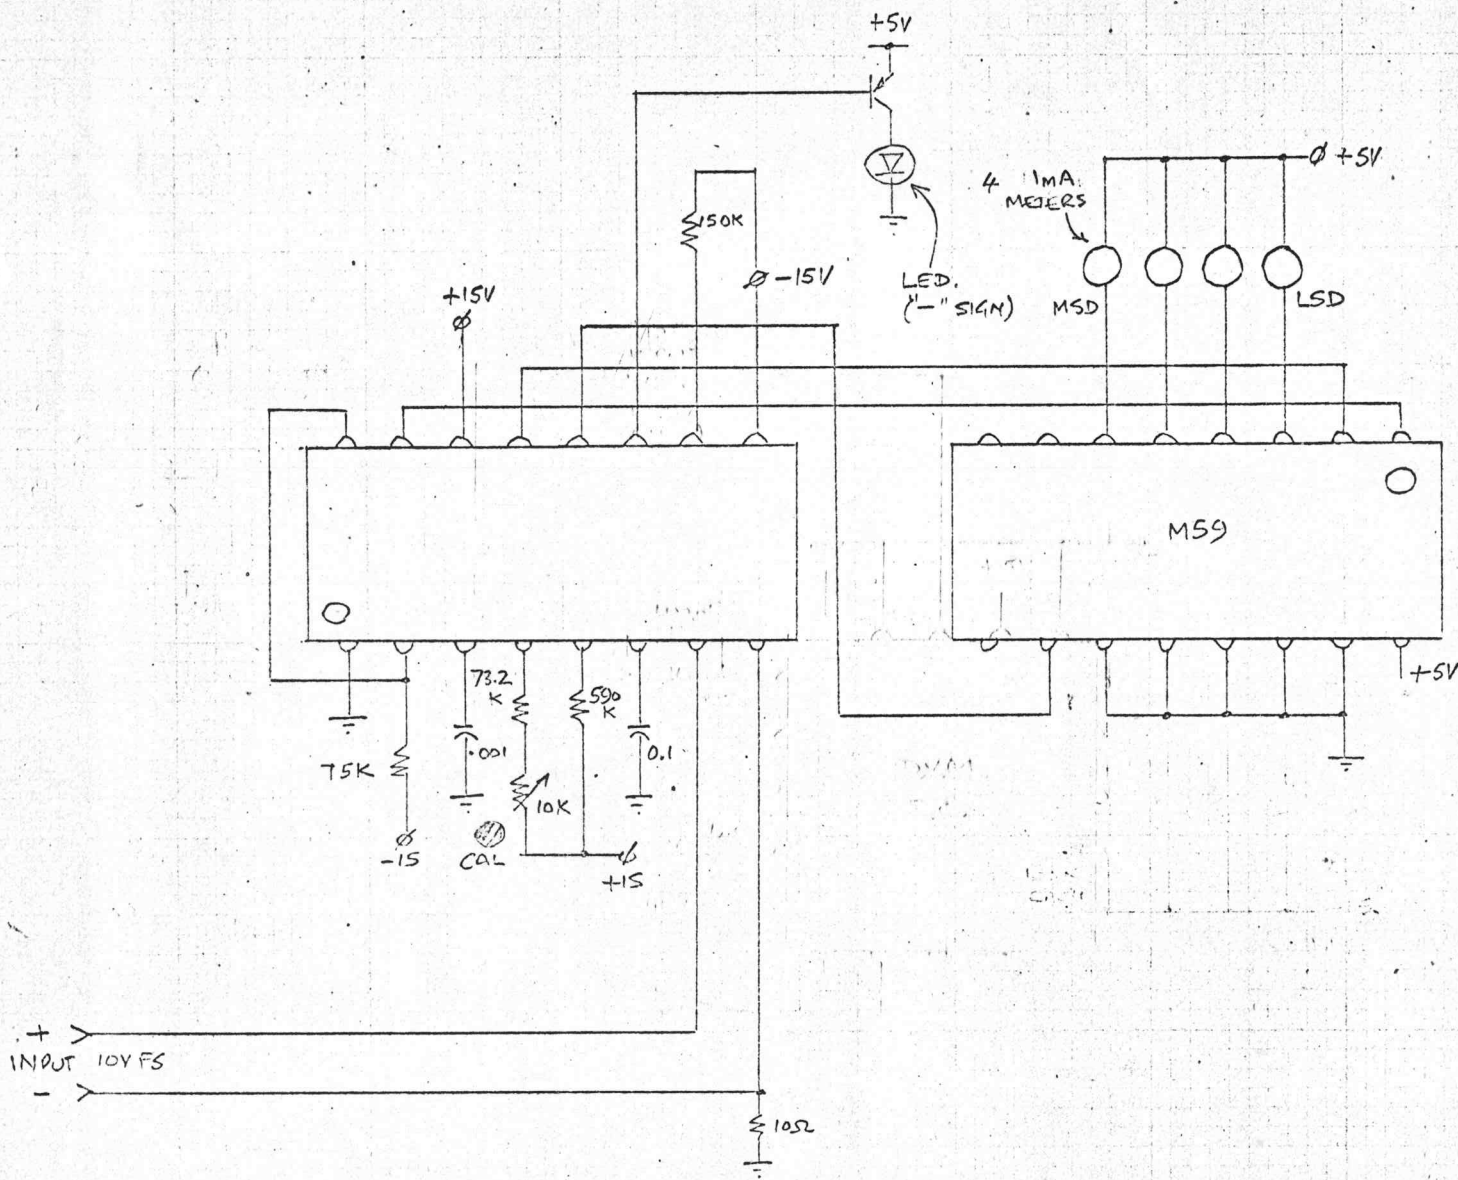 +5V
Ø +5V
4 1MA
METERS
150K
Ø -15V
LED.
("-" SIGN)
MSD
LSD
+15V
Ø
M59
+5V
73.2
K
590
K
75K
.001
0.1
10K
Ø
-15
CAL
Ø
+15
+
INPUT 10V FS
-
10Ω